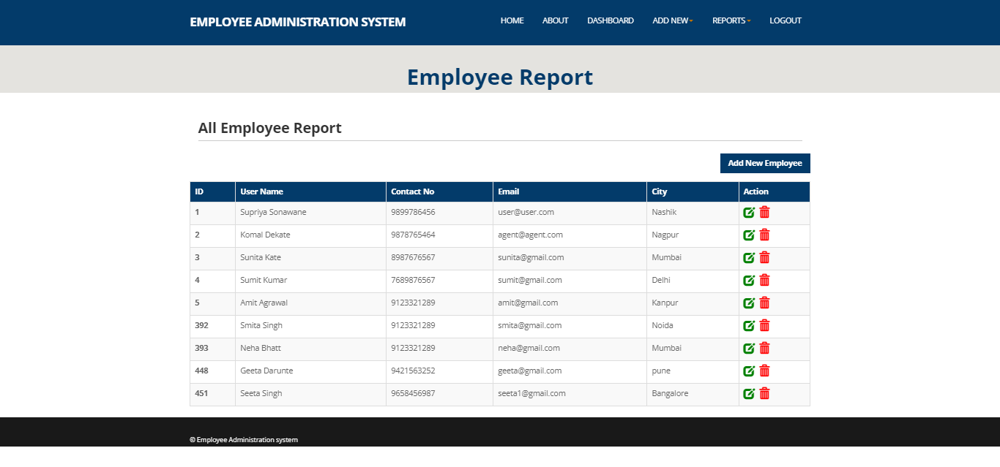 EMPLOYEE ADMINISTRATION SYSTEM HOME ABOUT DASHBOARD ADD NEW REPORTS LOGOUT
Employee Report
All Employee Report
Add New Employee
ID User Name Contact No Email City Action
1 Supriya Sonawane 9899786456 user@user.com Nashik
2 Komal Dekate 9878765464 agent@agent.com Nagpur
3 Sunita Kate 8987676567 sunita@gmail.com Mumbai
4 Sumit Kumar 7689876567 sumit@gmail.com Delhi
5 Amit Agrawal 9123321289 amit@gmail.com Kanpur
392 Smita Singh 9123321289 smita@gmail.com Noida
393 Neha Bhatt 9123321289 neha@gmail.com Mumbai
448 Geeta Darunte 9421563252 geeta@gmail.com pune
451 Seeta Singh 9658456987 seeta1@gmail.com Bangalore
© Employee Administration system